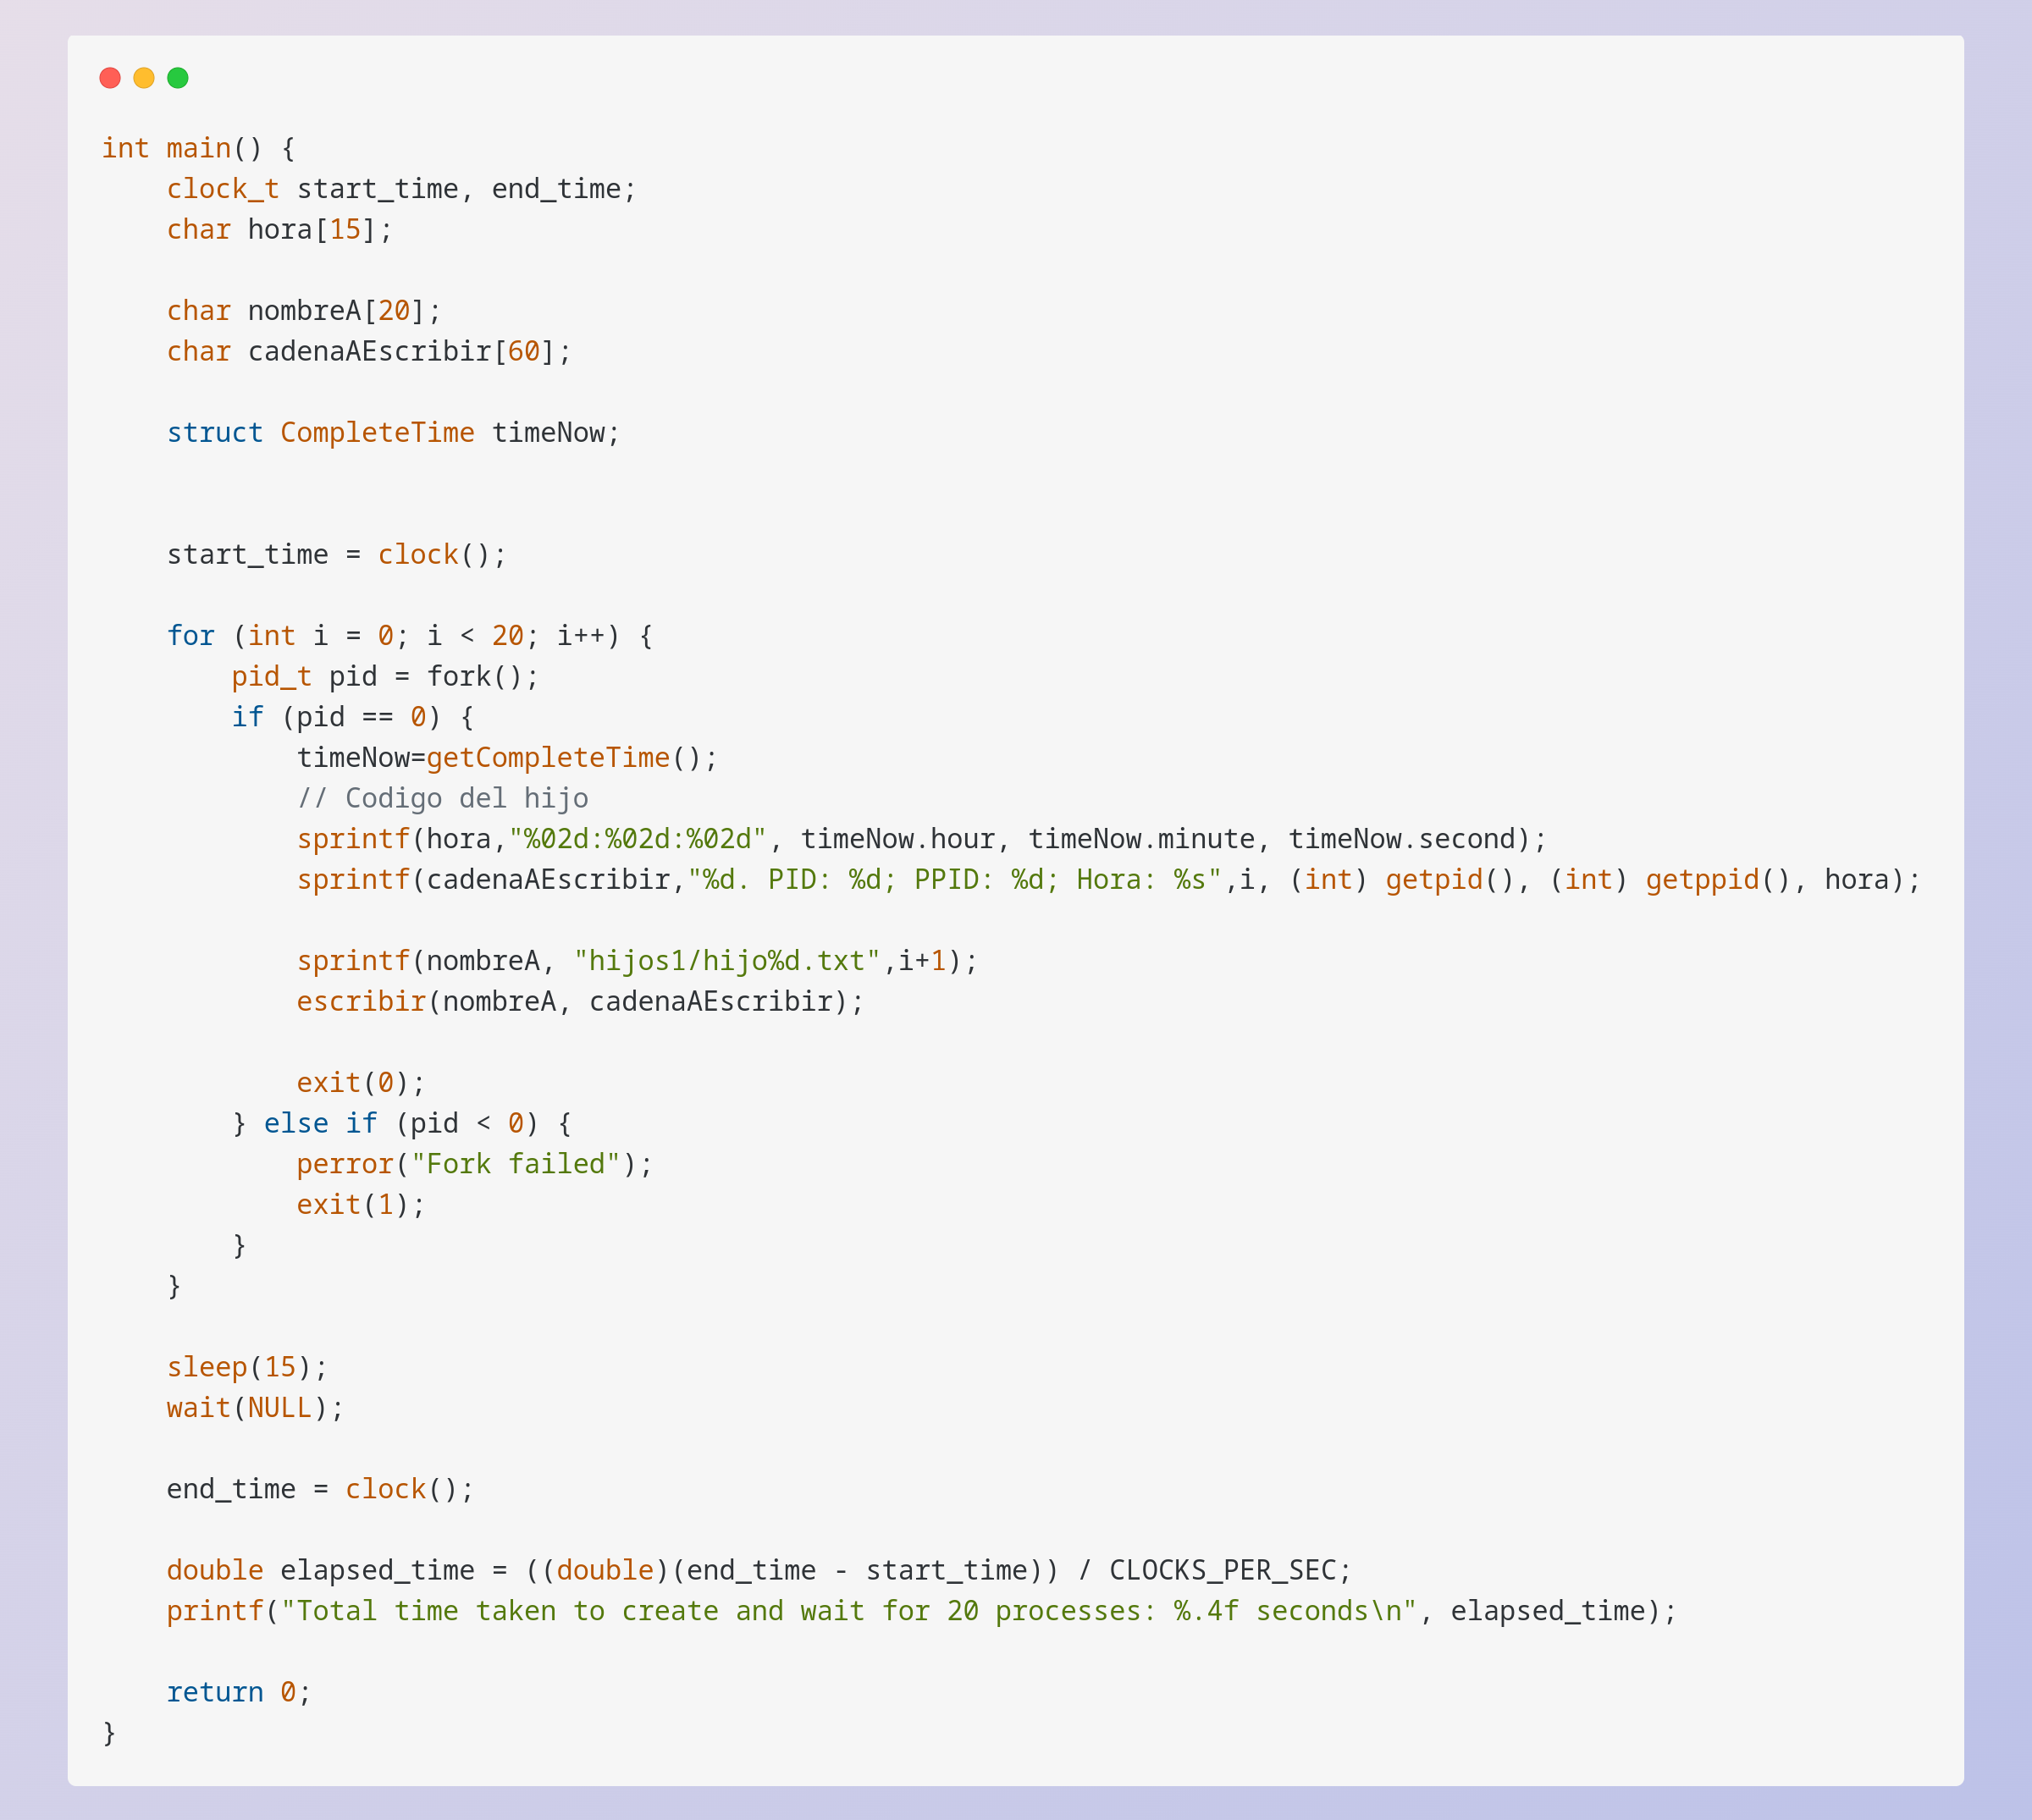 int main() {
    clock_t start_time, end_time;
    char hora[15];

    char nombreA[20];
    char cadenaAEscribir[60];

    struct CompleteTime timeNow;


    start_time = clock();

    for (int i = 0; i < 20; i++) {
        pid_t pid = fork();
        if (pid == 0) {
            timeNow=getCompleteTime();
            // Codigo del hijo
            sprintf(hora,"%02d:%02d:%02d", timeNow.hour, timeNow.minute, timeNow.second);
            sprintf(cadenaAEscribir,"%d. PID: %d; PPID: %d; Hora: %s",i, (int) getpid(), (int) getppid(), hora);

            sprintf(nombreA, "hijos1/hijo%d.txt",i+1);
            escribir(nombreA, cadenaAEscribir);

            exit(0);
        } else if (pid < 0) {
            perror("Fork failed");
            exit(1);
        }
    }

    sleep(15);
    wait(NULL);

    end_time = clock();

    double elapsed_time = ((double)(end_time - start_time)) / CLOCKS_PER_SEC;
    printf("Total time taken to create and wait for 20 processes: %.4f seconds\n", elapsed_time);

    return 0;
}